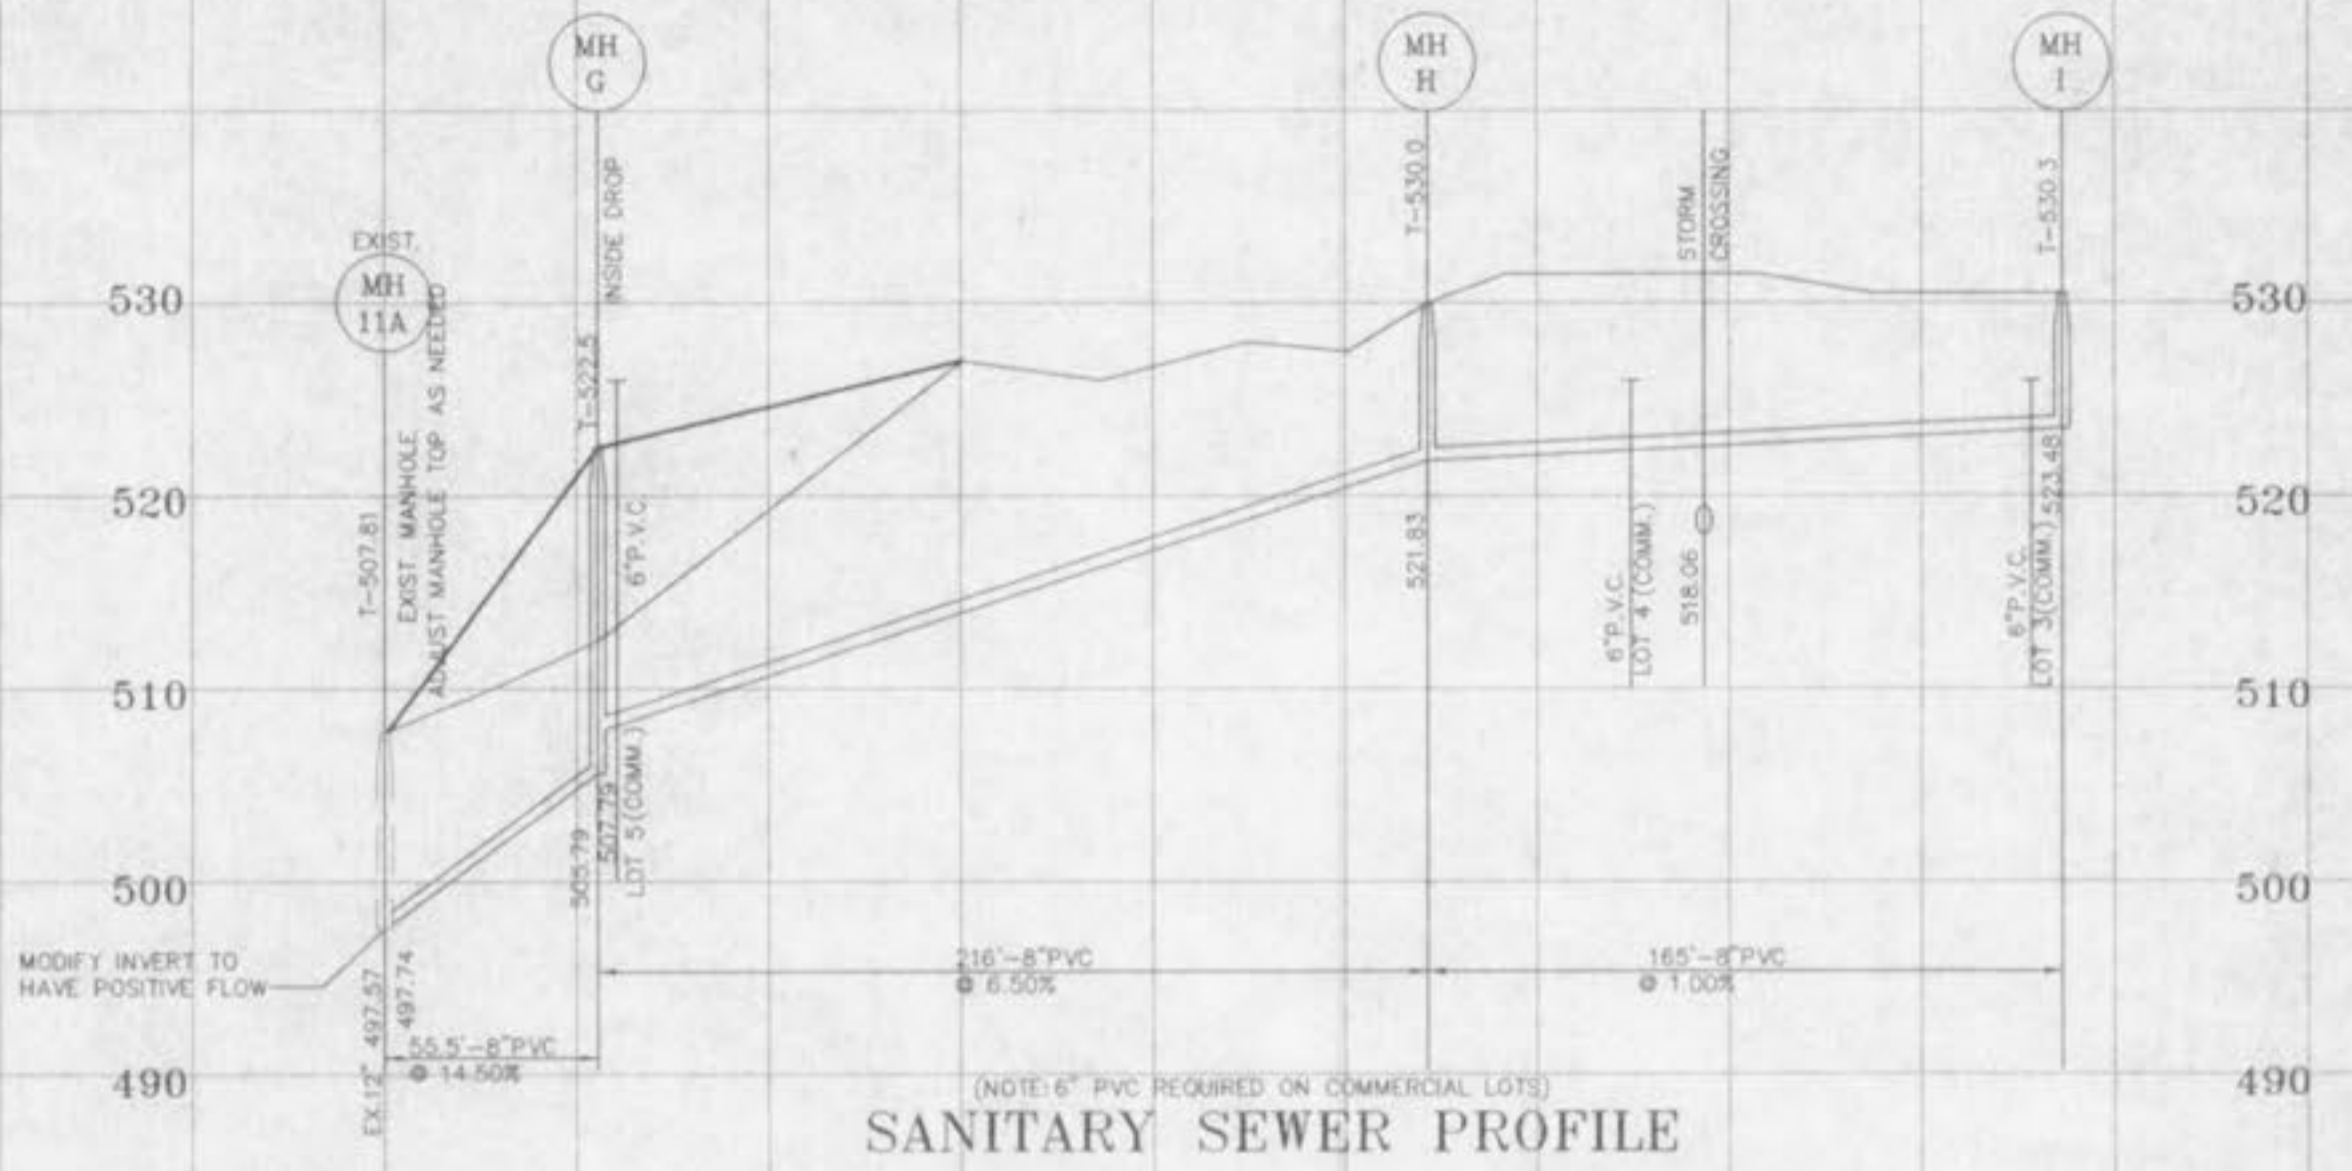 MH
G
MH
H
MH
I
EXIST.
MH
11A
T-507.81
EXIST. MANHOLE
ADJUST MANHOLE TOP AS NEEDED
T-522.5
INSIDE DROP
6"P.V.C.
T-530.0
STORM
CROSSING
T-530.3
530
530
520
520
510
510
500
500
490
490
505.79
507.79
LOT 5(COMM.)
521.83
6"P.V.C.
LOT 4(COMM.)
518.06
6"P.V.C.
LOT 3(COMM.)
523.48
MODIFY INVERT TO
HAVE POSITIVE FLOW
EX.12" 497.57
497.74
55.5'-8"PVC
@ 14.50%
216'-8"PVC
@ 6.50%
165'-8"PVC
@ 1.00%
(NOTE: 6" PVC REQUIRED ON COMMERCIAL LOTS)
SANITARY SEWER PROFILE